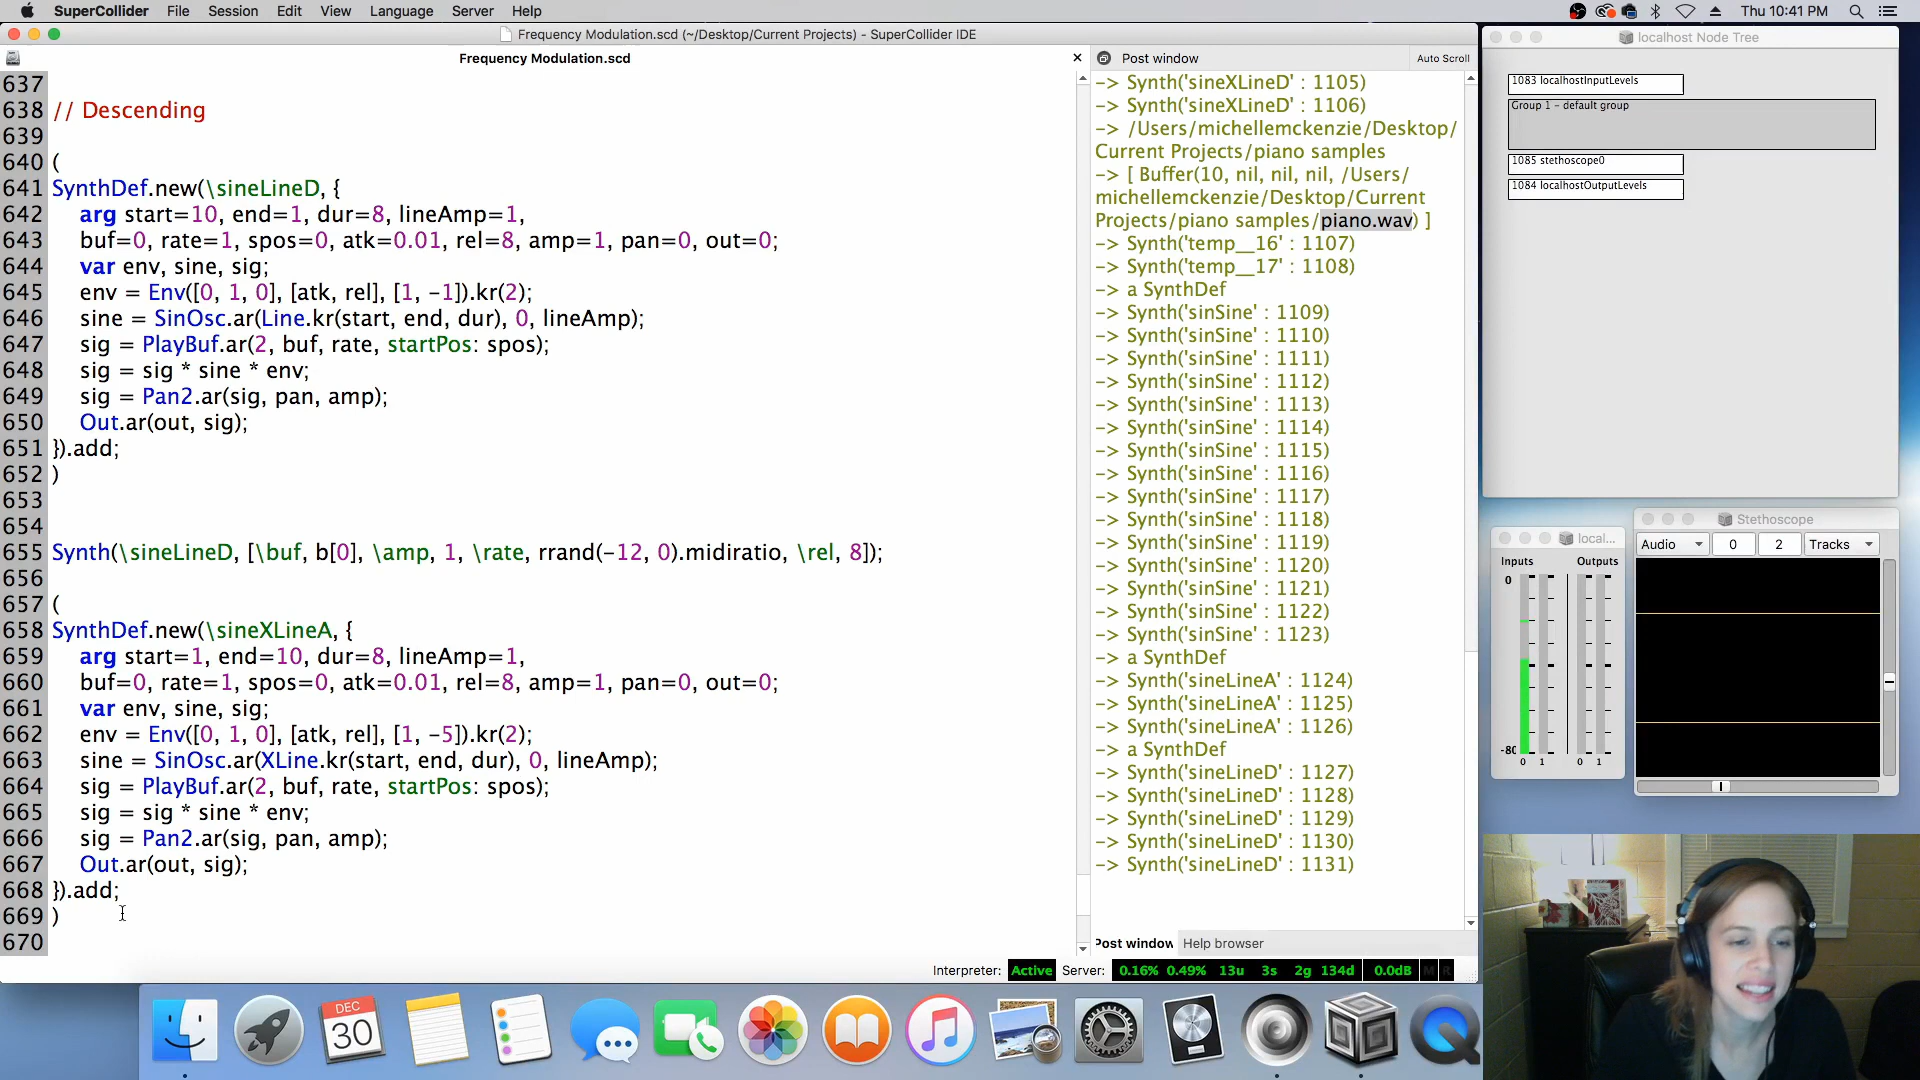 SuperCollider File Session Edit View Language Server Help
Thu 10:41 PM
Frequency Modulation.scd (~/Desktop/Current Projects) - SuperCollider IDE
Frequency Modulation.scd
637
638 // Descending
639
640 (
641 SynthDef.new(\sineLineD, {
642 arg start=10, end=1, dur=8, lineAmp=1,
643 buf=0, rate=1, spos=0, atk=0.01, rel=8, amp=1, pan=0, out=0;
644 var env, sine, sig;
645 env = Env([0, 1, 0], [atk, rel], [1, -1]).kr(2);
646 sine = SinOsc.ar(Line.kr(start, end, dur), 0, lineAmp);
647 sig = PlayBuf.ar(2, buf, rate, startPos: spos);
648 sig = sig * sine * env;
649 sig = Pan2.ar(sig, pan, amp);
650 Out.ar(out, sig);
651 }).add;
652 )
653
654
655 Synth(\sineLineD, [\buf, b[0], \amp, 1, \rate, rrand(-12, 0).midiratio, \rel, 8]);
656
657 (
658 SynthDef.new(\sineXLineA, {
659 arg start=1, end=10, dur=8, lineAmp=1,
660 buf=0, rate=1, spos=0, atk=0.01, rel=8, amp=1, pan=0, out=0;
661 var env, sine, sig;
662 env = Env([0, 1, 0], [atk, rel], [1, -5]).kr(2);
663 sine = SinOsc.ar(XLine.kr(start, end, dur), 0, lineAmp);
664 sig = PlayBuf.ar(2, buf, rate, startPos: spos);
665 sig = sig * sine * env;
666 sig = Pan2.ar(sig, pan, amp);
667 Out.ar(out, sig);
668 }).add;
669 )
670
Post window
Auto Scroll
-> Synth('sineXLineD' : 1105)
-> Synth('sineXLineD' : 1106)
-> /Users/michellemckenzie/Desktop/
Current Projects/piano samples
-> [ Buffer(10, nil, nil, nil, /Users/
michellemckenzie/Desktop/Current
Projects/piano samples/piano.wav) ]
-> Synth('temp__16' : 1107)
-> Synth('temp__17' : 1108)
-> a SynthDef
-> Synth('sinSine' : 1109)
-> Synth('sinSine' : 1110)
-> Synth('sinSine' : 1111)
-> Synth('sinSine' : 1112)
-> Synth('sinSine' : 1113)
-> Synth('sinSine' : 1114)
-> Synth('sinSine' : 1115)
-> Synth('sinSine' : 1116)
-> Synth('sinSine' : 1117)
-> Synth('sinSine' : 1118)
-> Synth('sinSine' : 1119)
-> Synth('sinSine' : 1120)
-> Synth('sinSine' : 1121)
-> Synth('sinSine' : 1122)
-> Synth('sinSine' : 1123)
-> a SynthDef
-> Synth('sineLineA' : 1124)
-> Synth('sineLineA' : 1125)
-> Synth('sineLineA' : 1126)
-> a SynthDef
-> Synth('sineLineD' : 1127)
-> Synth('sineLineD' : 1128)
-> Synth('sineLineD' : 1129)
-> Synth('sineLineD' : 1130)
-> Synth('sineLineD' : 1131)
Post window Help browser
Interpreter: Active Server: 0.16% 0.49% 13u 3s 2g 134d 0.0dB M R
localhost Node Tree
1083 localhostInputLevels
Group 1 - default group
1085 stethoscope0
1084 localhostOutputLevels
local...
Inputs Outputs
0
-80
0 1 0 1
Stethoscope
Audio 0 2 Tracks
DEC
30